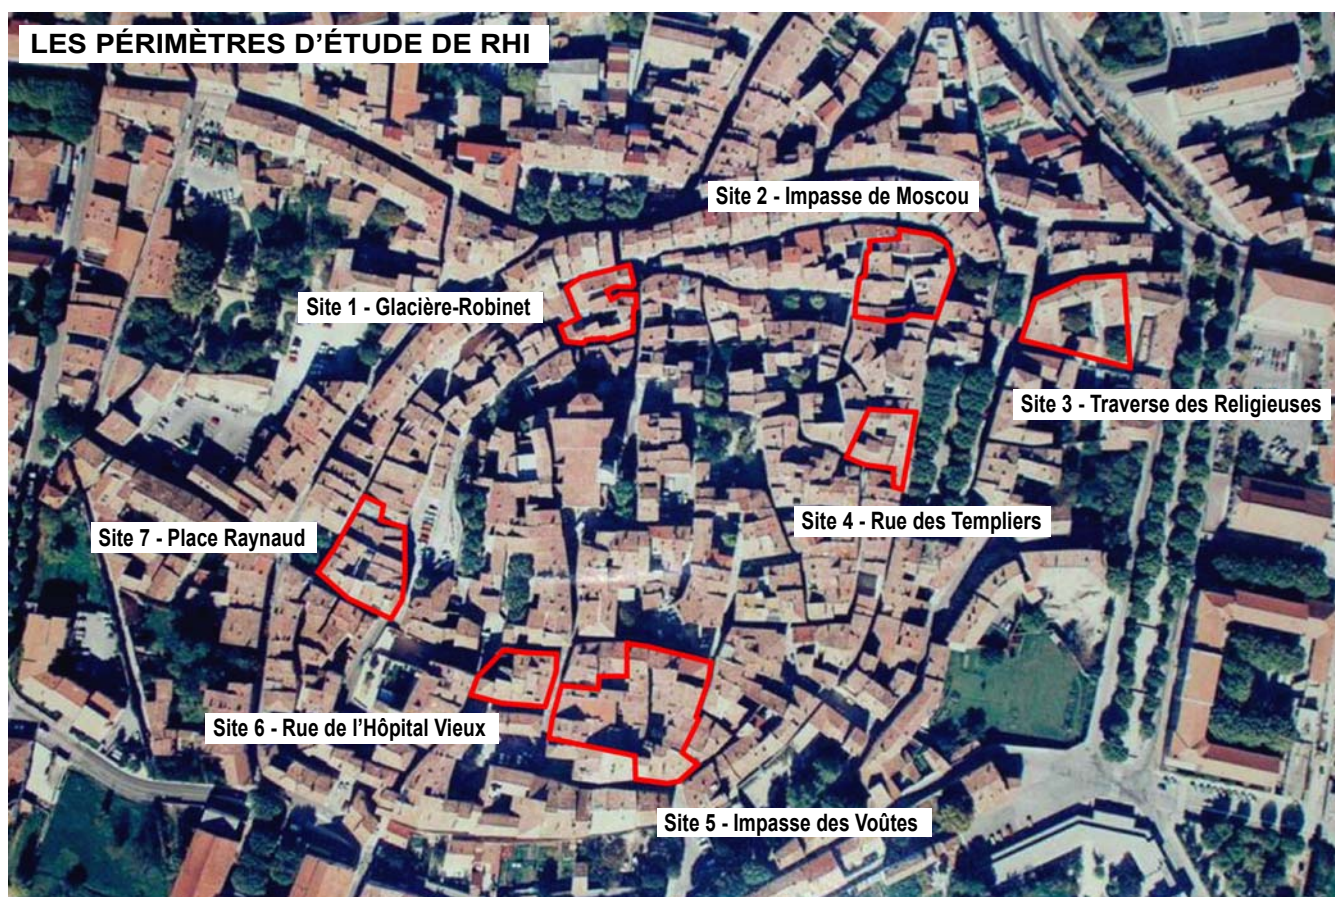 LES PÉRIMÈTRES D'ÉTUDE DE RHI
Site 2 - Impasse de Moscou
Site 1 - Glacière-Robinet
Site 3 - Traverse des Religieuses
Site 4 - Rue des Templiers
Site 7 - Place Raynaud
Site 6 - Rue de l'Hôpital Vieux
Site 5 - Impasse des Voûtes